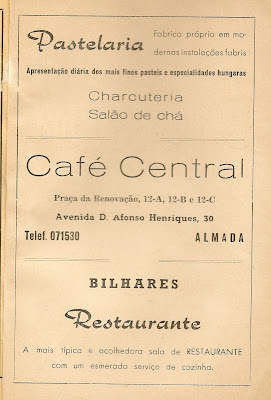 Pastelaria
Fabrico próprio em mo-
dernas instalações fabris
Apresentação diária dos mais finos pasteis e especialidades hungaras
Charcuteria
Salão de chá
Café Central
Praça da Renovação, 12-A, 12-B e 12-C
Avenida D. Afonso Henriques, 30
Telef. 071530 ALMADA
BILHARES
Restaurante
A mais típica e acolhedora sala de RESTAURANTE
com um esmerado serviço de cozinha.